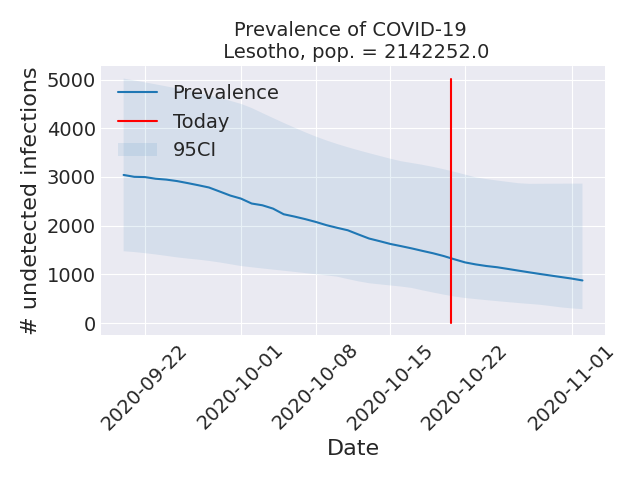 Prevalence of COVID-19
Lesotho, pop. = 2142252.0
# undetected infections
5000
4000
3000
2000
1000
0
Prevalence
Today
95CI
2020-09-22
2020-10-01
2020-10-08
2020-10-15
2020-10-22
2020-11-01
Date